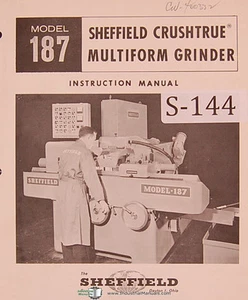 MODEL
187
SHEFFIELD CRUSHTRUE®
MULTIFORM GRINDER
INSTRUCTION MANUAL
S-144
SHEFFIELD
MODEL-187
The
SHEFFIELD